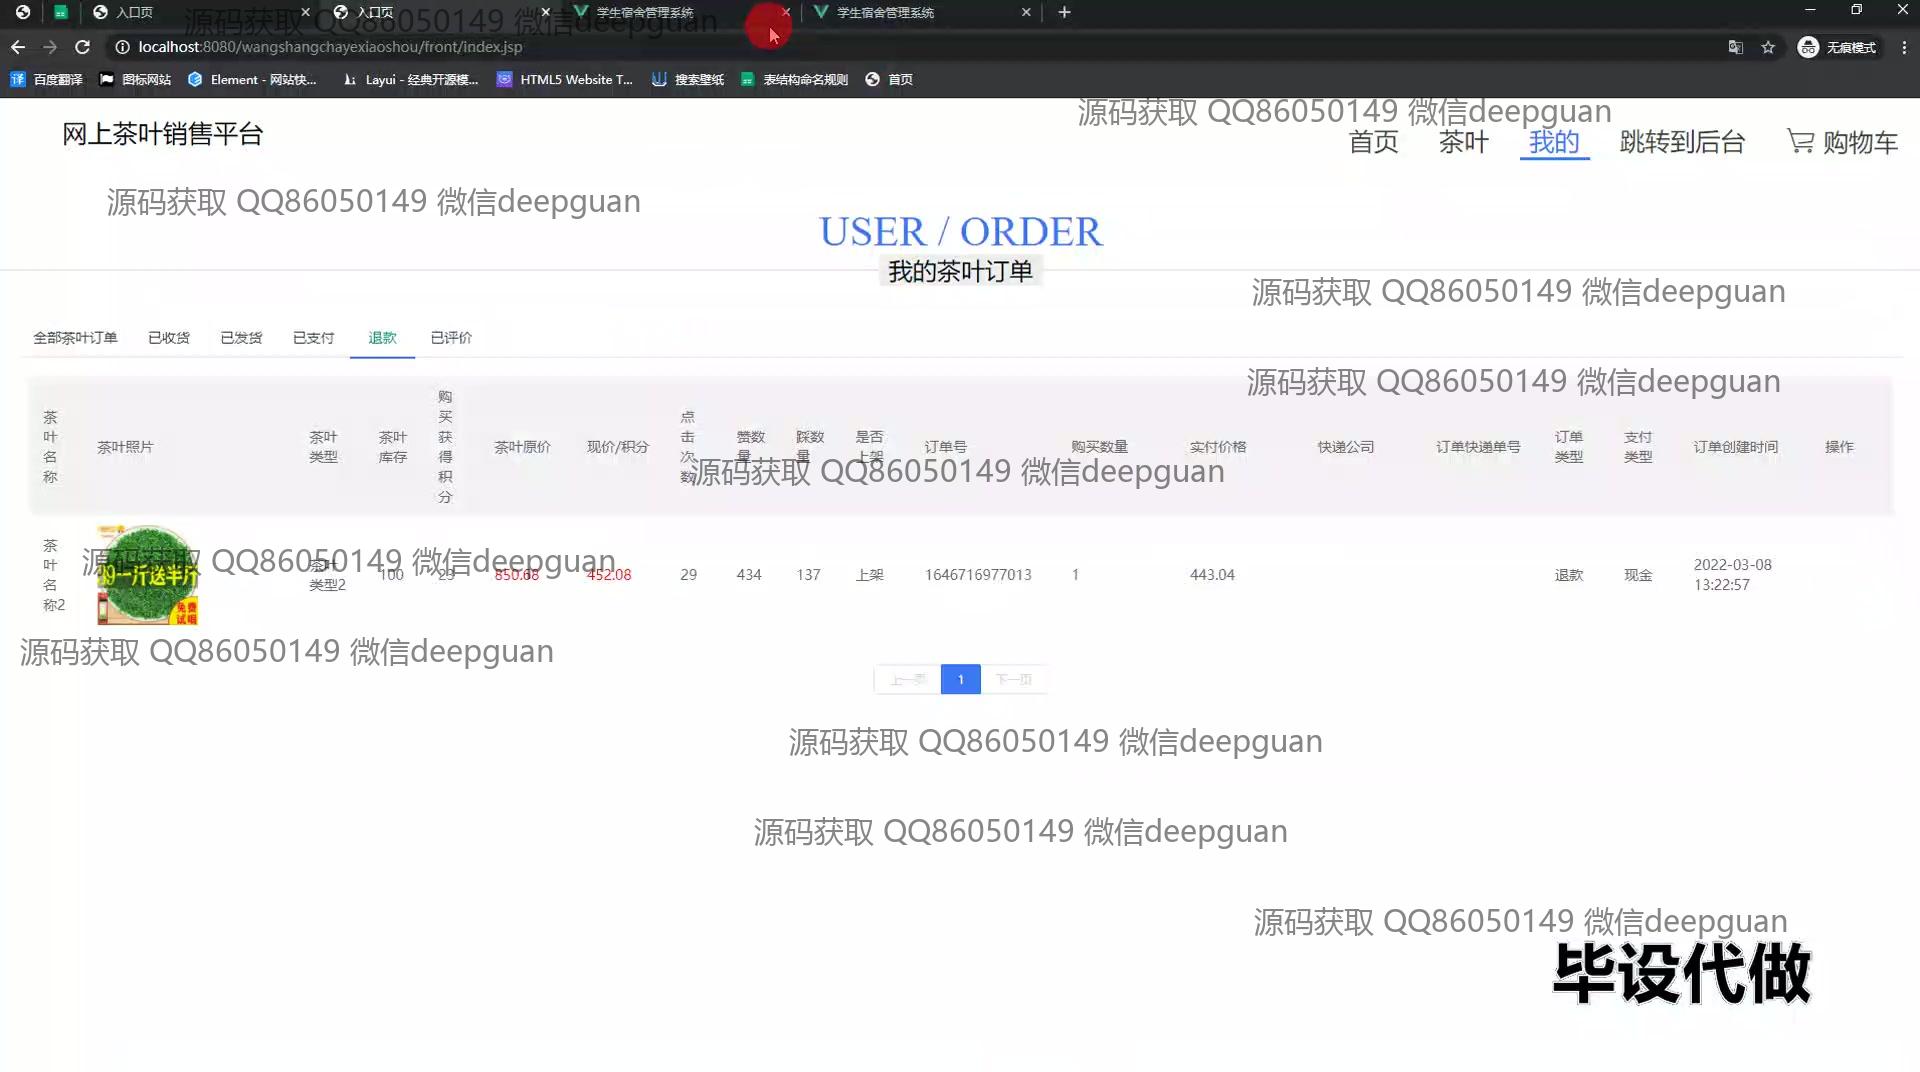 入口页
入口页
学生宿舍管理系统
学生宿舍管理系统
源码获取 QQ86050149 微信deepguan
localhost:8080/wangshangchayexiaoshou/front/index.jsp
无痕模式
百度翻译
图标网站
Element - 网站快...
Layui - 经典开源模...
HTML5 Website T...
搜索壁纸
表结构命名规则
首页
源码获取 QQ86050149 微信deepguan
网上茶叶销售平台
首页
茶叶
我的
跳转到后台
购物车
源码获取 QQ86050149 微信deepguan
USER / ORDER
我的茶叶订单
源码获取 QQ86050149 微信deepguan
全部茶叶订单
已收货
已发货
已支付
退款
已评价
源码获取 QQ86050149 微信deepguan
茶叶名称
茶叶照片
茶叶类型
茶叶库存
购买获得积分
茶叶原价
现价/积分
点击次数
赞数量
踩数量
是否上架
订单号
购买数量
实付价格
快递公司
订单快递单号
订单类型
支付类型
订单创建时间
操作
源码获取 QQ86050149 微信deepguan
茶叶名称2
39一斤送半斤
免费试喝
茶叶类型2
100
23
850.68
452.08
29
434
137
上架
1646716977013
1
443.04
退款
现金
2022-03-08
13:22:57
源码获取 QQ86050149 微信deepguan
源码获取 QQ86050149 微信deepguan
上一页
1
下一页
源码获取 QQ86050149 微信deepguan
源码获取 QQ86050149 微信deepguan
源码获取 QQ86050149 微信deepguan
毕设代做